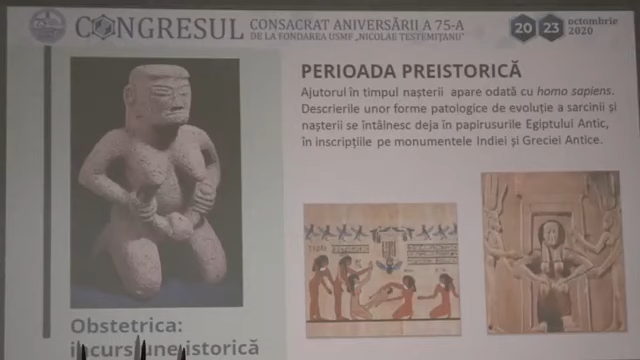 CONGRESUL
CONSACRAT ANIVERSĂRII A 75-A
DE LA FONDAREA USMF „NICOLAE TESTEMIȚANU”
20 23 octombrie
2020
PERIOADA PREISTORICĂ
Ajutorul în timpul nașterii apare odată cu homo sapiens.
Descrierile unor forme patologice de evoluție a sarcinii și
nașterii se întâlnesc deja în papirusurile Egiptului Antic,
în inscripțiile pe monumentele Indiei și Greciei Antice.
Obstetrica:
incursiune istorică